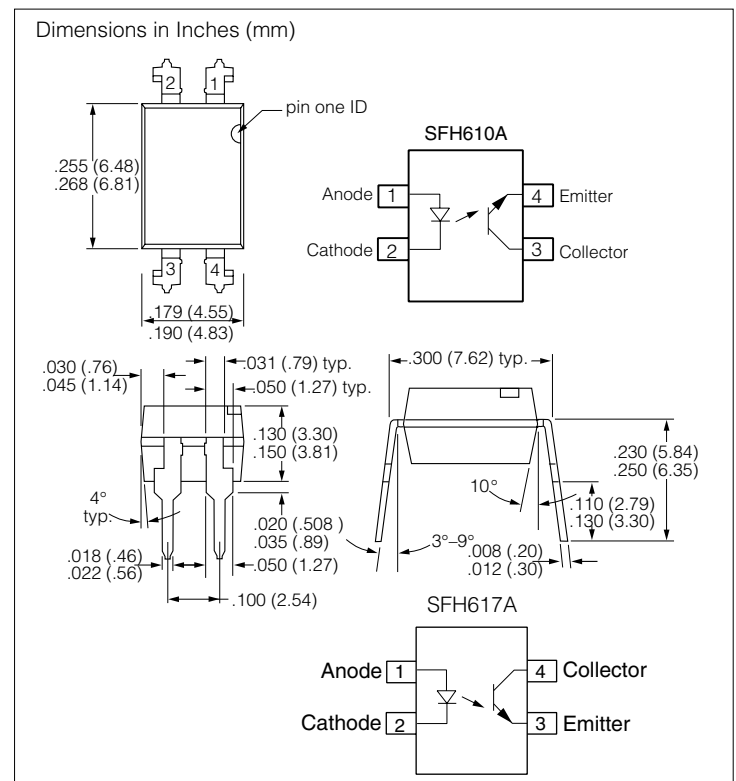 Dimensions in Inches (mm)
2 1
pin one ID
.255 (6.48)
.268 (6.81)
3 4
.179 (4.55)
.190 (4.83)
SFH610A
Anode 1
4 Emitter
Cathode 2
3 Collector
.030 (.76)
.045 (1.14)
.031 (.79) typ.
.050 (1.27) typ.
.130 (3.30)
.150 (3.81)
4°
typ.
.020 (.508 )
.035 (.89)
.018 (.46)
.022 (.56)
.050 (1.27)
.100 (2.54)
.300 (7.62) typ.
.230 (5.84)
.250 (6.35)
10°
.110 (2.79)
.130 (3.30)
3°–9°
.008 (.20)
.012 (.30)
SFH617A
Anode 1
4 Collector
Cathode 2
3 Emitter